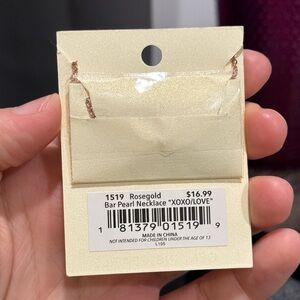 1519 Rosegold $16.99
Bar Pearl Necklace "XOXO/LOVE"
1 81379 01519 9
MADE IN CHINA
NOT INTENDED FOR CHILDREN UNDER THE AGE OF 13
L195